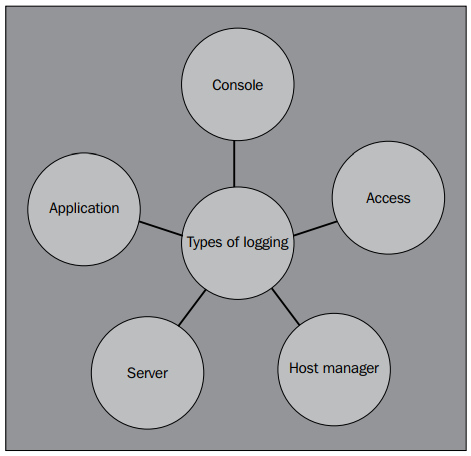 Console
Application
Access
Types of logging
Server
Host manager